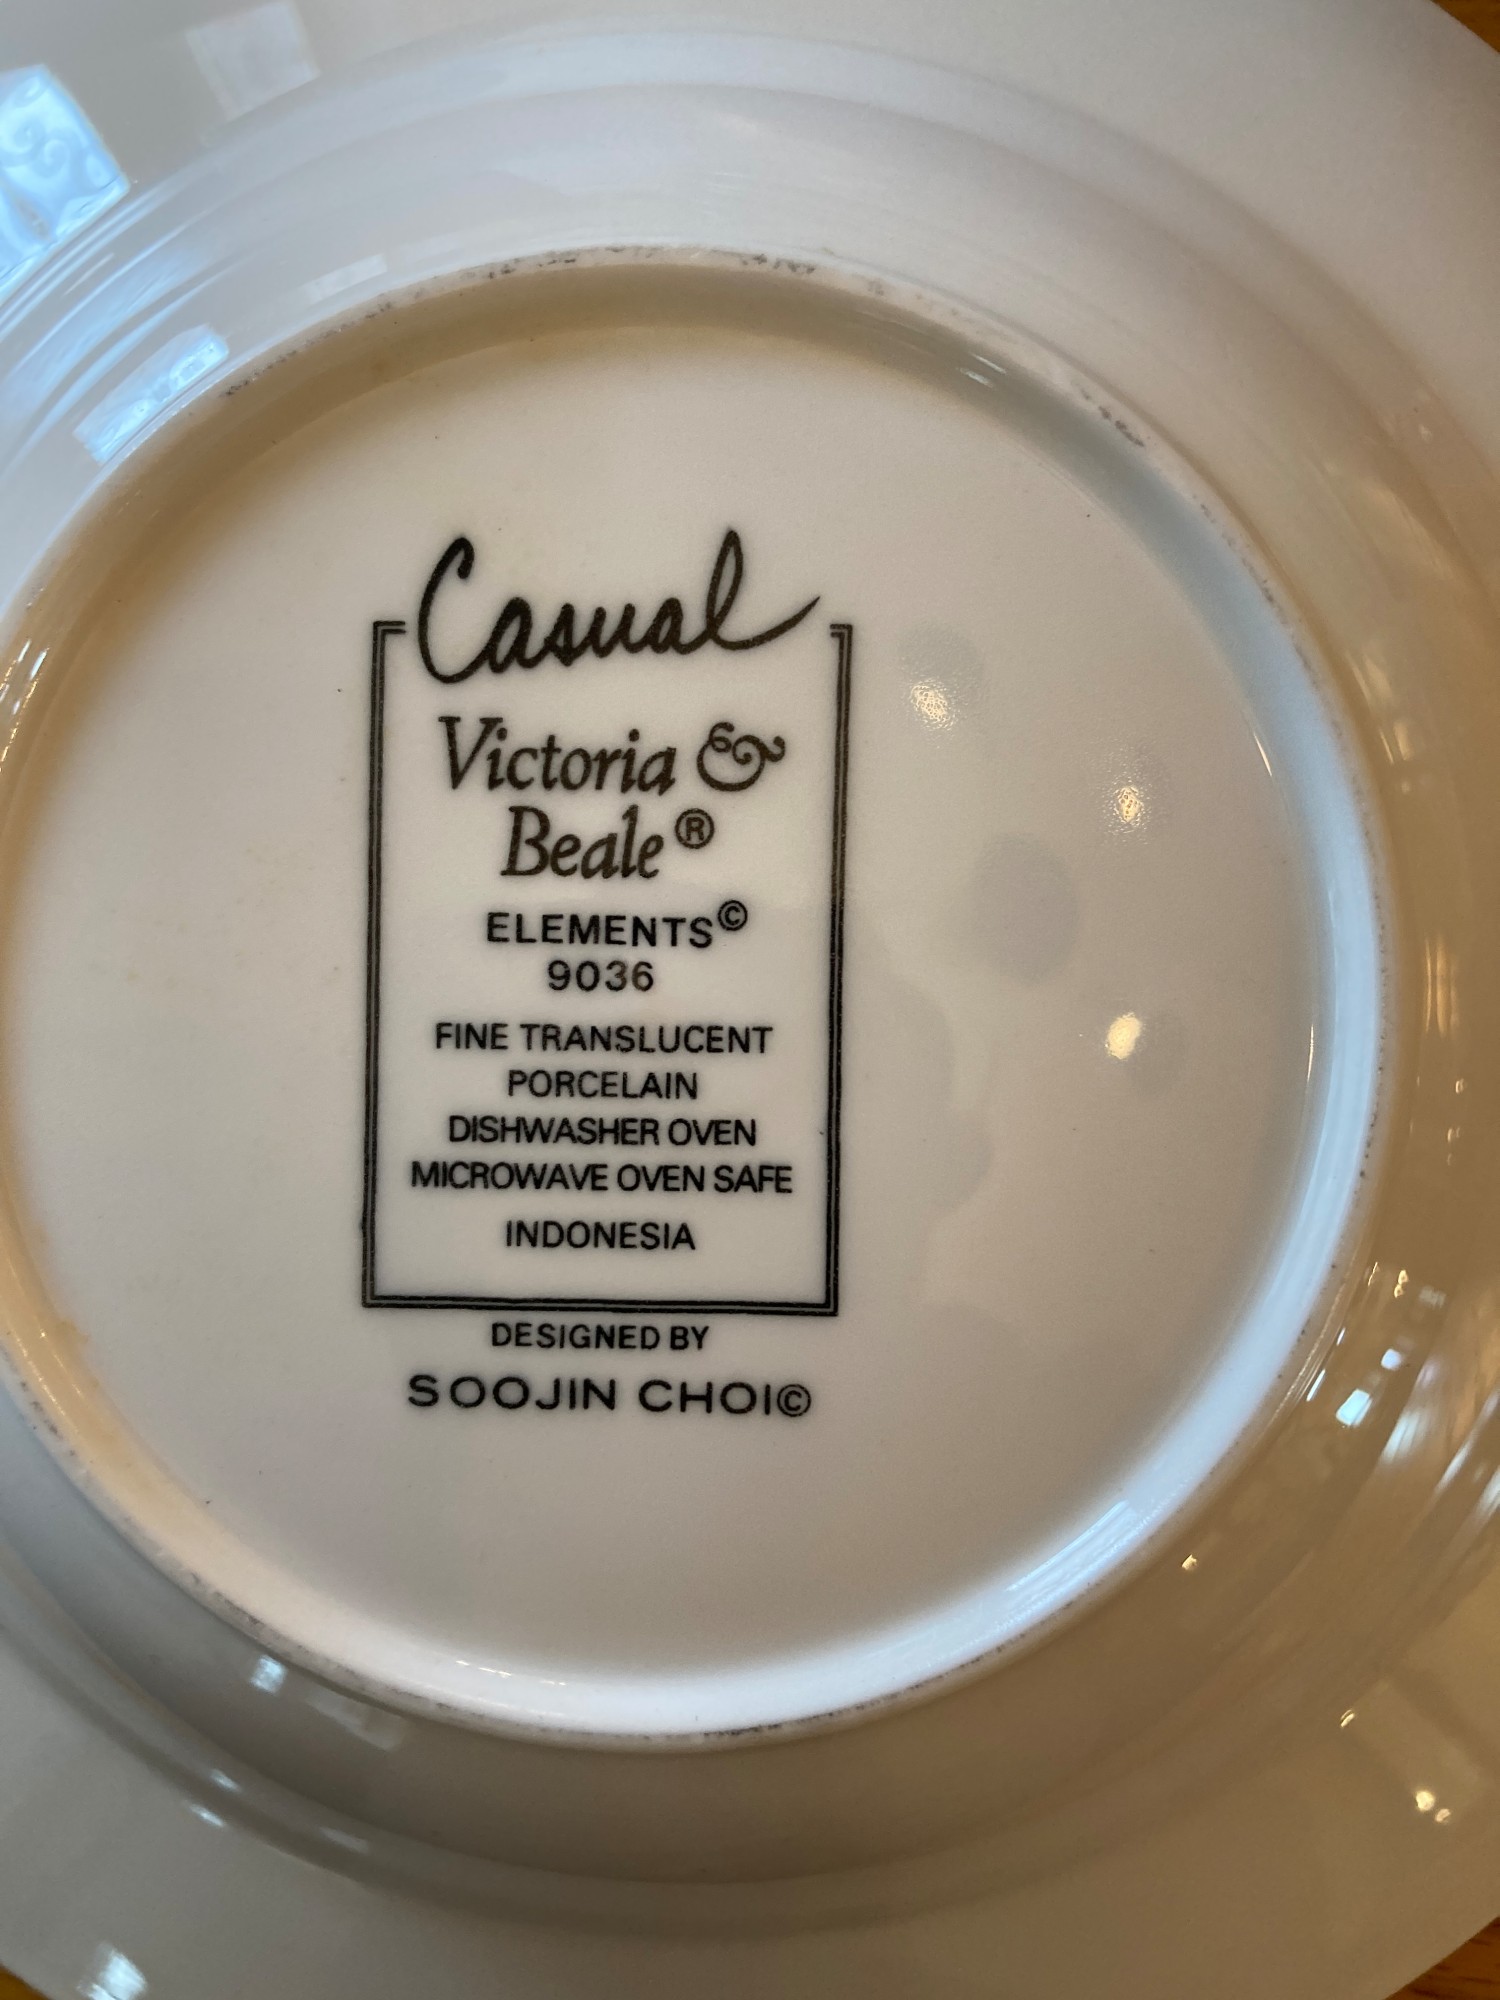 Casual
Victoria &
Beale®
ELEMENTS©
9036
FINE TRANSLUCENT
PORCELAIN
DISHWASHER OVEN
MICROWAVE OVEN SAFE
INDONESIA
DESIGNED BY
SOOJIN CHOI©